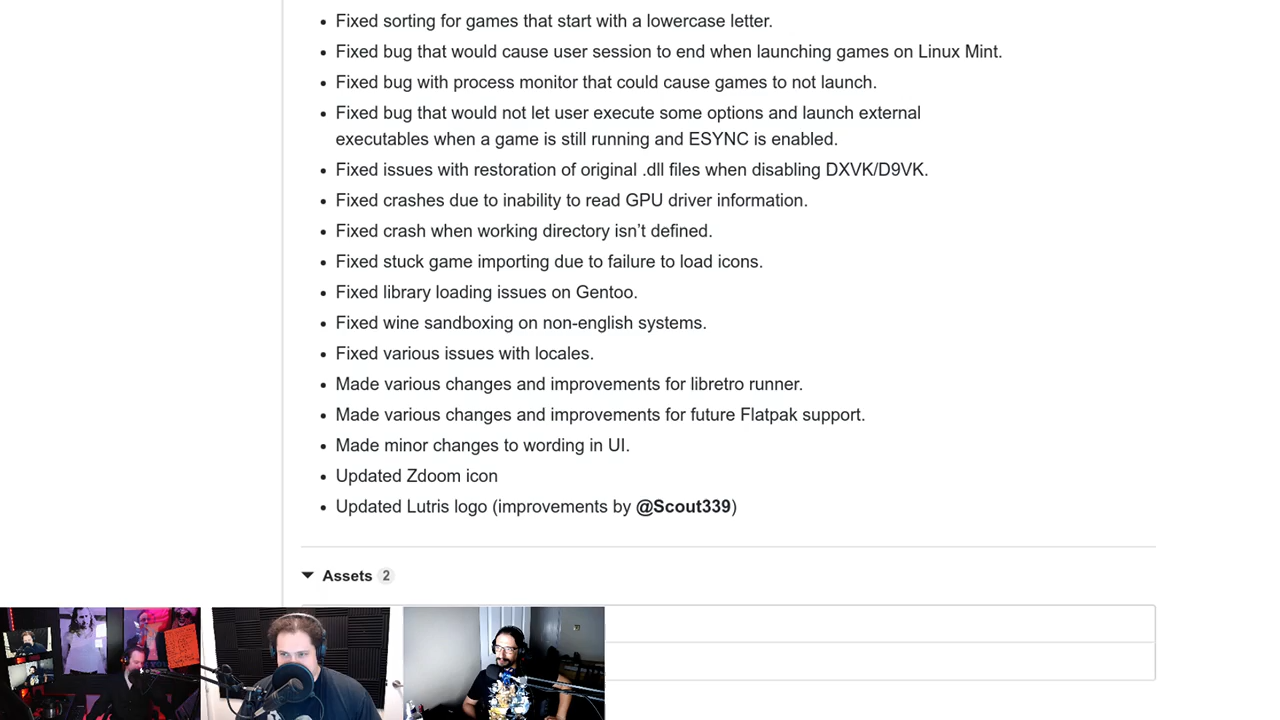 Fixed sorting for games that start with a lowercase letter.
Fixed bug that would cause user session to end when launching games on Linux Mint.
Fixed bug with process monitor that could cause games to not launch.
Fixed bug that would not let user execute some options and launch external
executables when a game is still running and ESYNC is enabled.
Fixed issues with restoration of original .dll files when disabling DXVK/D9VK.
Fixed crashes due to inability to read GPU driver information.
Fixed crash when working directory isn’t defined.
Fixed stuck game importing due to failure to load icons.
Fixed library loading issues on Gentoo.
Fixed wine sandboxing on non-english systems.
Fixed various issues with locales.
Made various changes and improvements for libretro runner.
Made various changes and improvements for future Flatpak support.
Made minor changes to wording in UI.
Updated Zdoom icon
Updated Lutris logo (improvements by @Scout339)
Assets 2